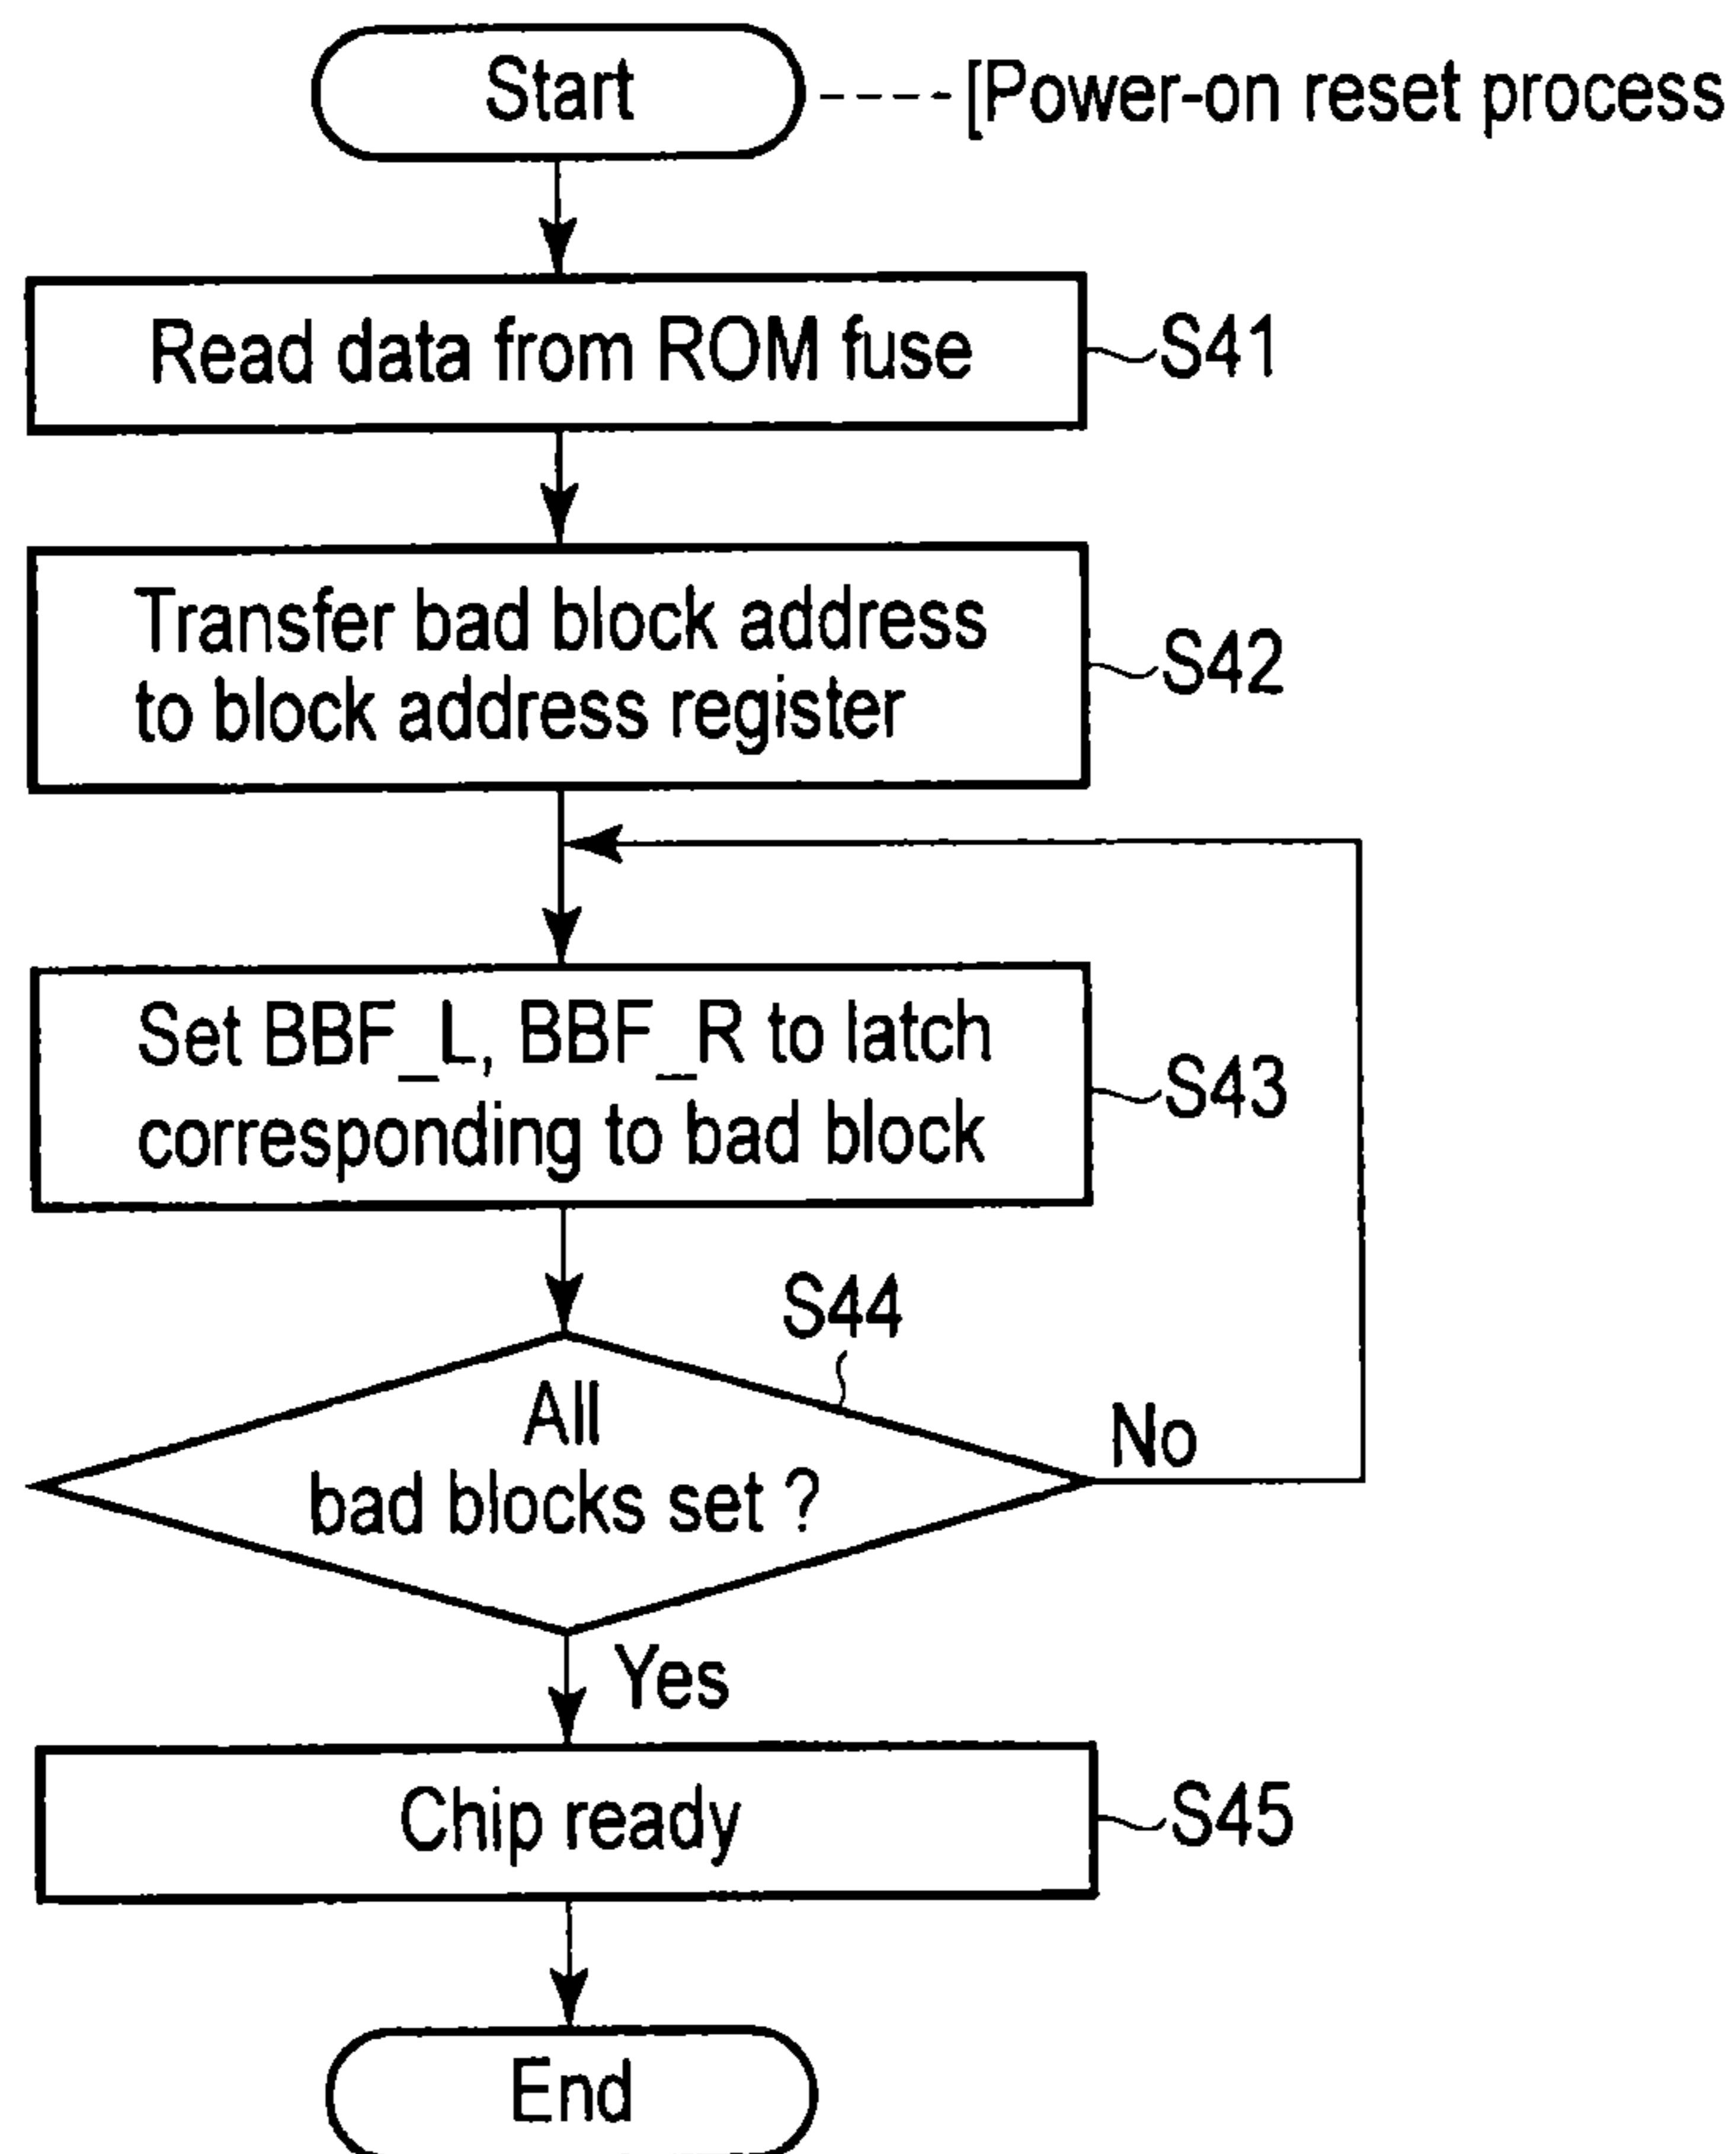 Start
[Power-on reset process
Read data from ROM fuse
S41
Transfer bad block address
to block address register
S42
Set BBF_L, BBF_R to latch
corresponding to bad block
S43
S44
All
bad blocks set ?
No
Yes
Chip ready
S45
End